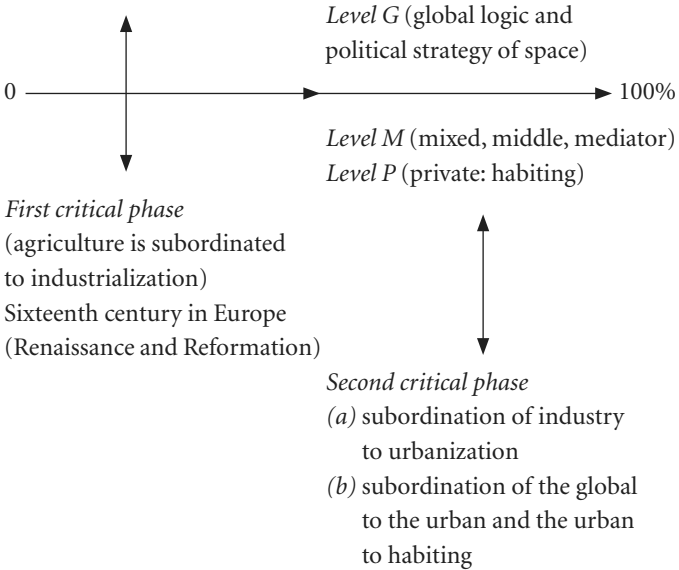 Level G (global logic and
political strategy of space)
0
100%
Level M (mixed, middle, mediator)
Level P (private: habiting)
First critical phase
(agriculture is subordinated
to industrialization)
Sixteenth century in Europe
(Renaissance and Reformation)
Second critical phase
(a) subordination of industry
to urbanization
(b) subordination of the global
to the urban and the urban
to habiting